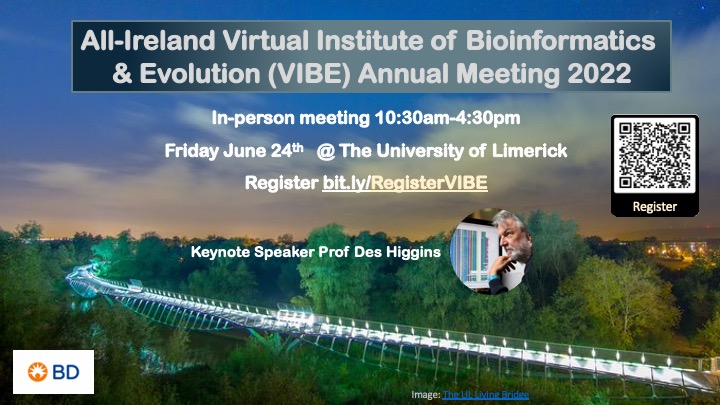 All-Ireland Virtual Institute of Bioinformatics
& Evolution (VIBE) Annual Meeting 2022
In-person meeting 10:30am-4:30pm
Friday June 24th @ The University of Limerick
Register bit.ly/RegisterVIBE
Register
Keynote Speaker Prof Des Higgins
BD
Image: The UL Living Bridge